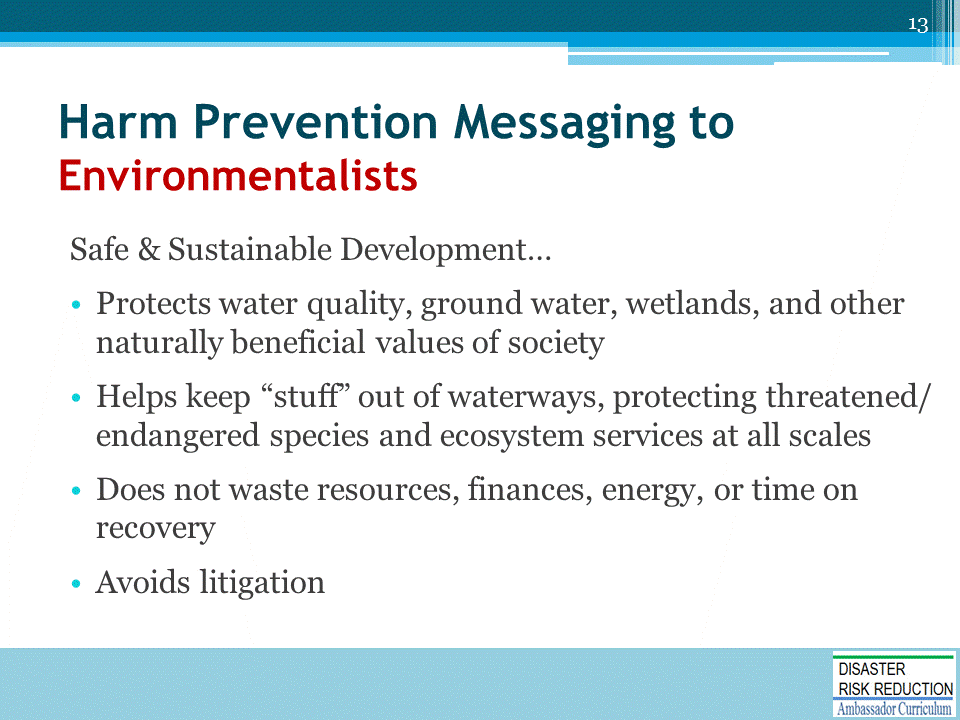 13
Harm Prevention Messaging to
Environmentalists
Safe & Sustainable Development…
• Protects water quality, ground water, wetlands, and other
naturally beneficial values of society
• Helps keep “stuff” out of waterways, protecting threatened/
endangered species and ecosystem services at all scales
• Does not waste resources, finances, energy, or time on
recovery
• Avoids litigation
DISASTER
RISK REDUCTION
Ambassador Curriculum